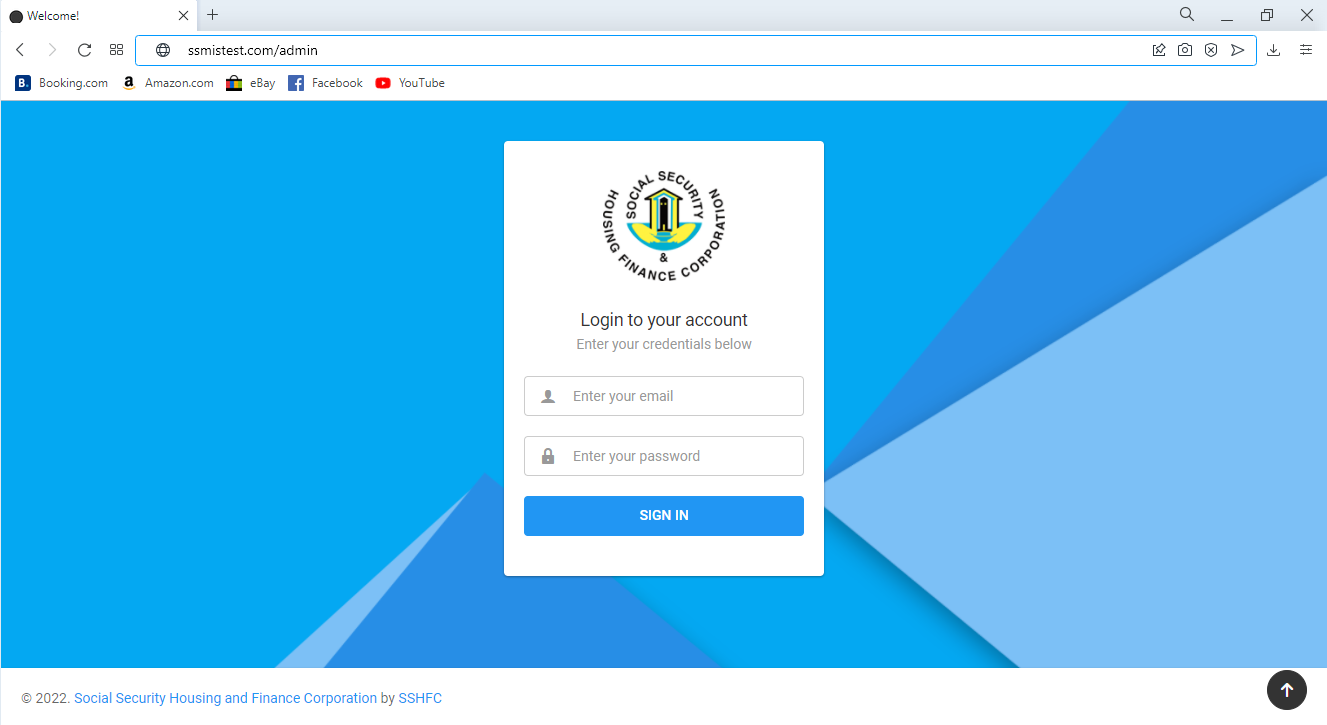 Welcome!
ssmistest.com/admin
B. Booking.com a Amazon.com eBay f Facebook YouTube
SOCIAL SECURITY
HOUSING FINANCE CORPORATION
&
Login to your account
Enter your credentials below
Enter your email
Enter your password
SIGN IN
© 2022. Social Security Housing and Finance Corporation by SSHFC